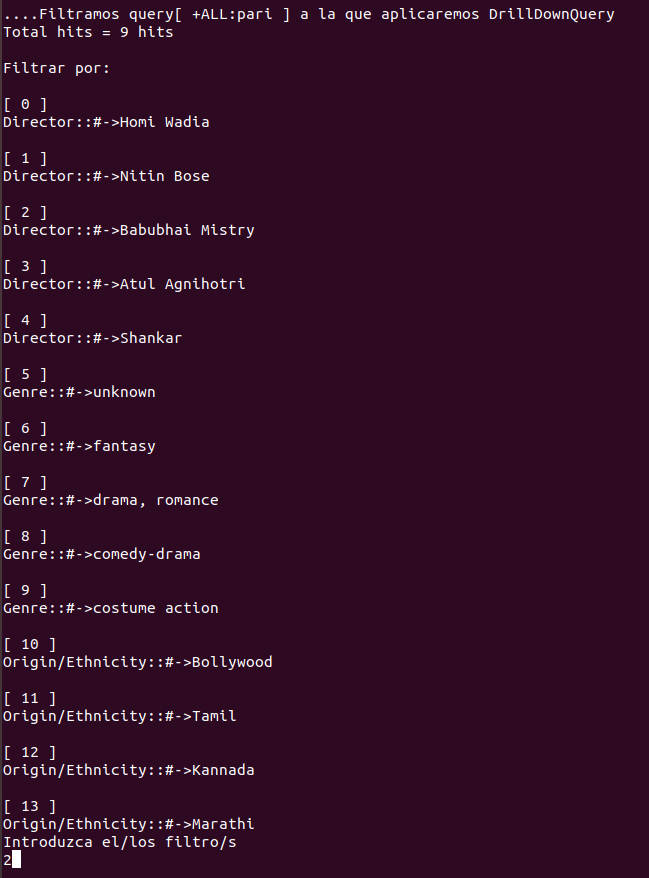 ....Filtramos query[ +ALL:pari ] a la que aplicaremos DrillDownQuery
Total hits = 9 hits
Filtrar por:
[ 0 ]
Director::#->Homi Wadia
[ 1 ]
Director::#->Nitin Bose
[ 2 ]
Director::#->Babubhai Mistry
[ 3 ]
Director::#->Atul Agnihotri
[ 4 ]
Director::#->Shankar
[ 5 ]
Genre::#->unknown
[ 6 ]
Genre::#->fantasy
[ 7 ]
Genre::#->drama, romance
[ 8 ]
Genre::#->comedy-drama
[ 9 ]
Genre::#->costume action
[ 10 ]
Origin/Ethnicity::#->Bollywood
[ 11 ]
Origin/Ethnicity::#->Tamil
[ 12 ]
Origin/Ethnicity::#->Kannada
[ 13 ]
Origin/Ethnicity::#->Marathi
Introduzca el/los filtro/s
2